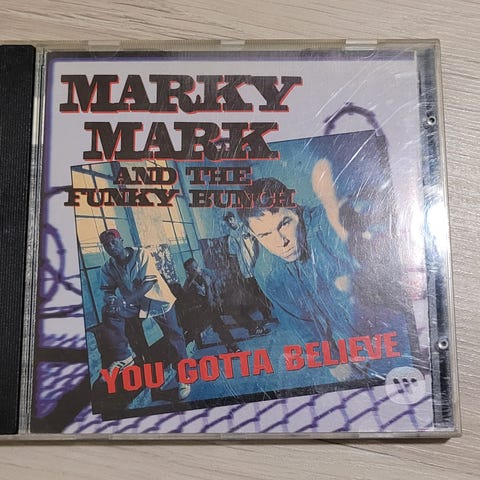 MARKY
MARK
AND THE
FUNKY BUNCH
YOU GOTTA BELIEVE